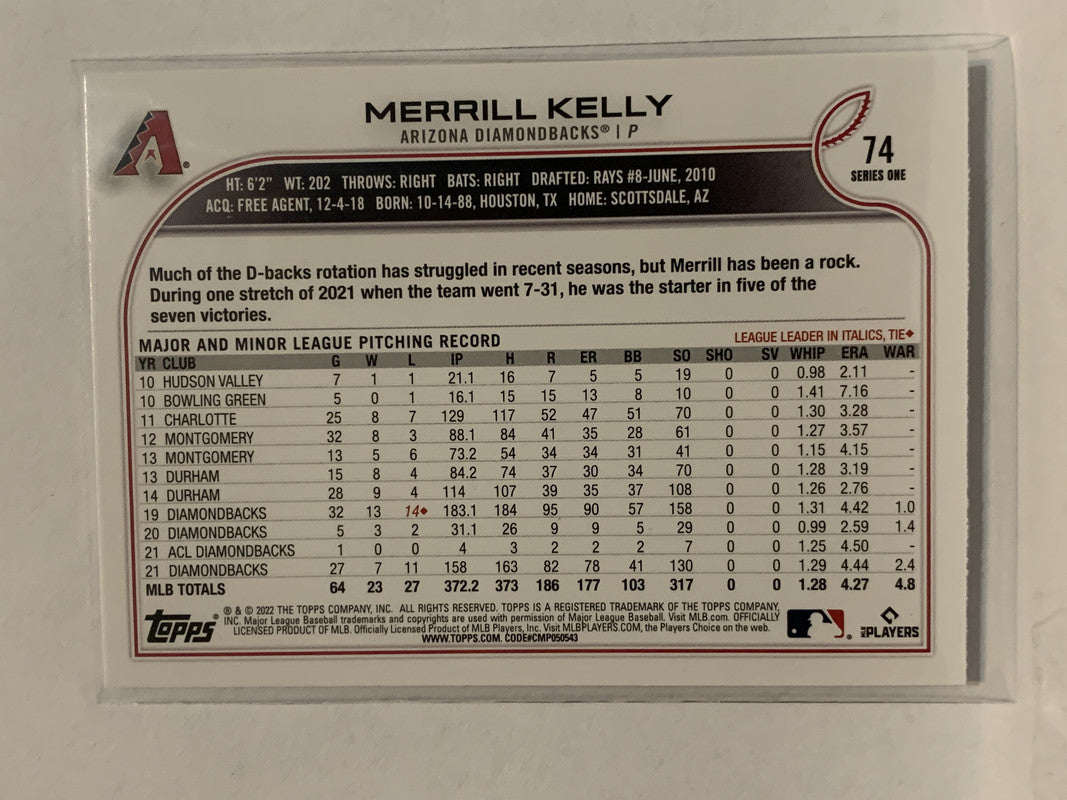 MERRILL KELLY
ARIZONA DIAMONDBACKS® | P
74
SERIES ONE
HT: 6'2" WT: 202 THROWS: RIGHT BATS: RIGHT DRAFTED: RAYS #8-JUNE, 2010
ACQ: FREE AGENT, 12-4-18 BORN: 10-14-88, HOUSTON, TX HOME: SCOTTSDALE, AZ
Much of the D-backs rotation has struggled in recent seasons, but Merrill has been a rock.
During one stretch of 2021 when the team went 7-31, he was the starter in five of the
seven victories.
MAJOR AND MINOR LEAGUE PITCHING RECORD LEAGUE LEADER IN ITALICS, TIE◆
YR CLUB G W L IP H R ER BB SO SHO SV WHIP ERA WAR
10 HUDSON VALLEY 7 1 1 21.1 16 7 5 5 19 0 0 0.98 2.11 -
10 BOWLING GREEN 5 0 1 16.1 15 15 13 8 10 0 0 1.41 7.16 -
11 CHARLOTTE 25 8 7 129 117 52 47 51 70 0 0 1.30 3.28 -
12 MONTGOMERY 32 8 3 88.1 84 41 35 28 61 0 0 1.27 3.57 -
13 MONTGOMERY 13 5 6 73.2 54 34 34 31 41 0 0 1.15 4.15 -
13 DURHAM 15 8 4 84.2 74 37 30 34 70 0 0 1.28 3.19 -
14 DURHAM 28 9 4 114 107 39 35 37 108 0 0 1.26 2.76 -
19 DIAMONDBACKS 32 13 14◆ 183.1 184 95 90 57 158 0 0 1.31 4.42 1.0
20 DIAMONDBACKS 5 3 2 31.1 26 9 9 5 29 0 0 0.99 2.59 1.4
21 ACL DIAMONDBACKS 1 0 0 4 3 2 2 2 7 0 0 1.25 4.50 -
21 DIAMONDBACKS 27 7 11 158 163 82 78 41 130 0 0 1.29 4.44 2.4
MLB TOTALS 64 23 27 372.2 373 186 177 103 317 0 0 1.28 4.27 4.8
TOPPS®
® & © 2022 THE TOPPS COMPANY, INC. ALL RIGHTS RESERVED. TOPPS IS A REGISTERED TRADEMARK OF THE TOPPS COMPANY,
INC. Major League Baseball trademarks and copyrights are used with permission of Major League Baseball. Visit MLB.com. OFFICIALLY
LICENSED PRODUCT OF MLB. Officially Licensed Product of MLB Players, Inc. Visit MLBPLAYERS.COM, the Players Choice on the web.
WWW.TOPPS.COM. CODE#CMP050543
MLB PLAYERS